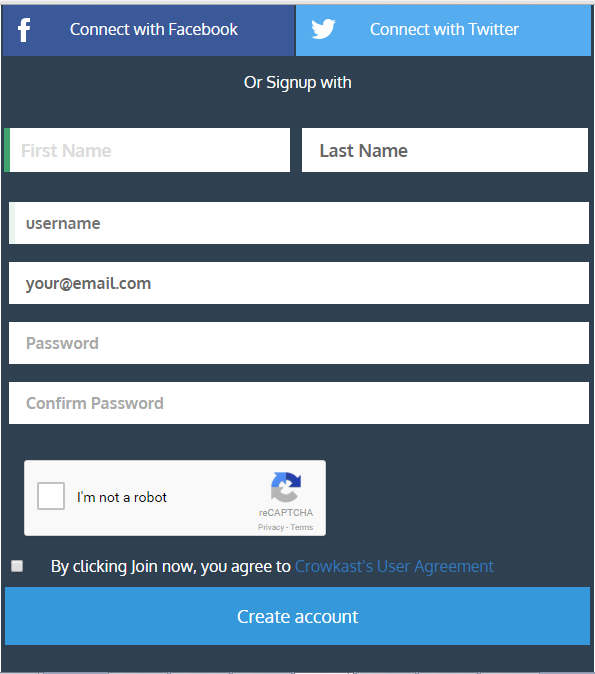 Connect with Facebook
Connect with Twitter
Or Signup with
First Name
Last Name
username
your@email.com
Password
Confirm Password
I'm not a robot
reCAPTCHA
Privacy - Terms
By clicking Join now, you agree to Crowkast's User Agreement
Create account